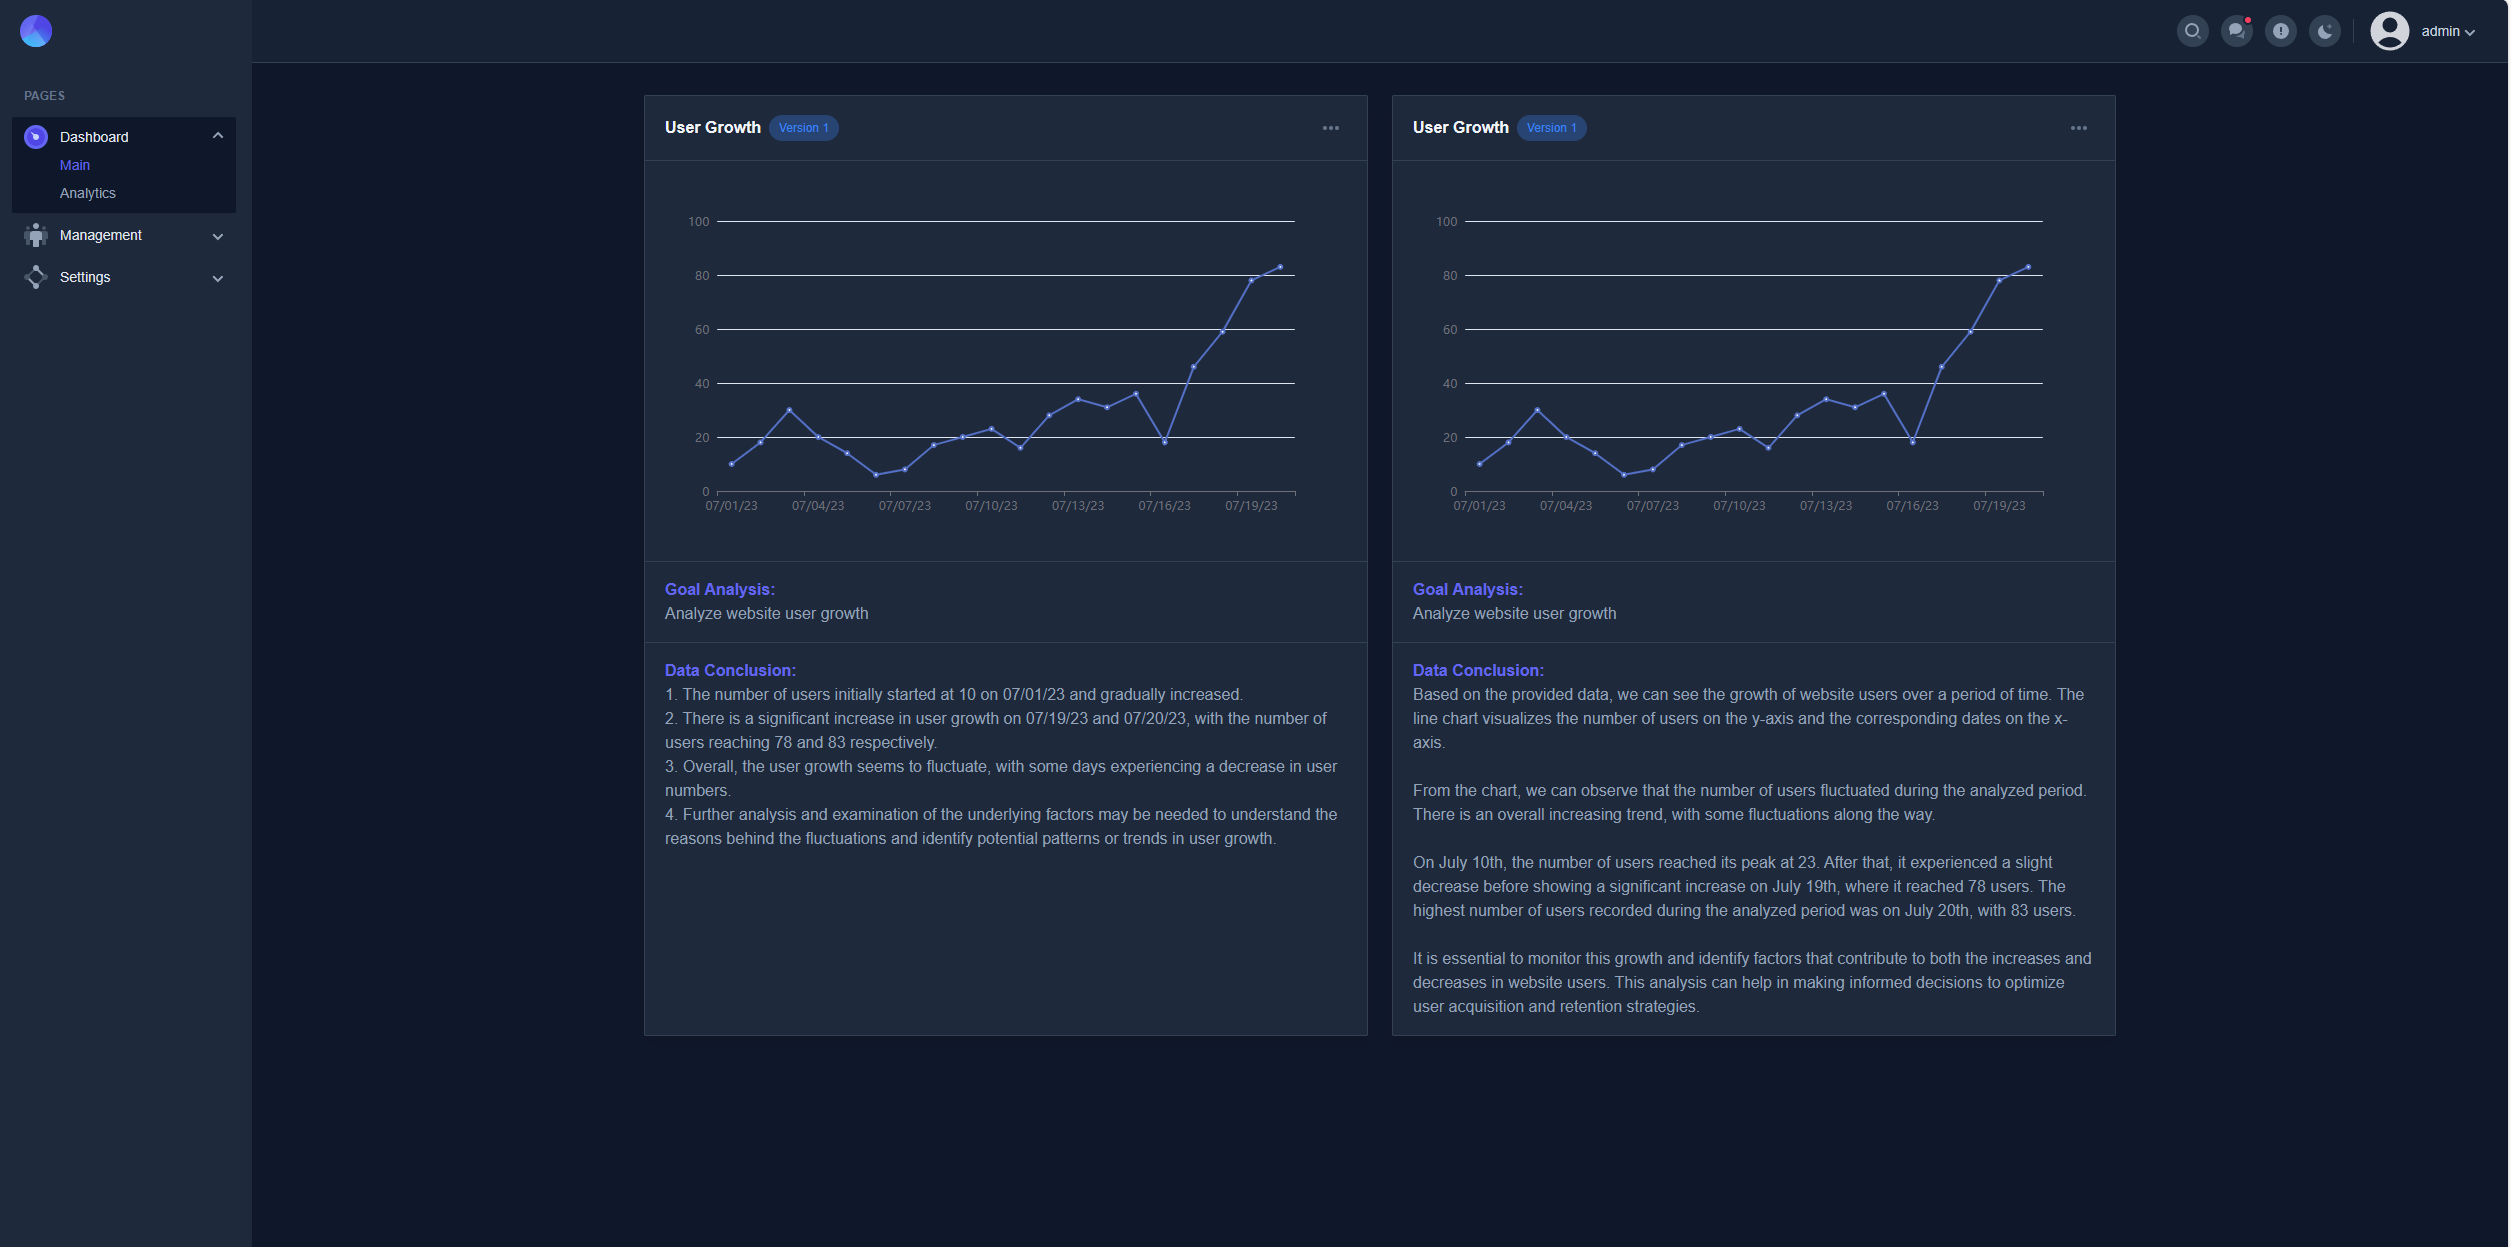 admin
PAGES
Dashboard
Main
Analytics
Management
Settings
User Growth Version 1
100
80
60
40
20
0
07/01/23 07/04/23 07/07/23 07/10/23 07/13/23 07/16/23 07/19/23
Goal Analysis:
Analyze website user growth
Data Conclusion:
1. The number of users initially started at 10 on 07/01/23 and gradually increased.
2. There is a significant increase in user growth on 07/19/23 and 07/20/23, with the number of
users reaching 78 and 83 respectively.
3. Overall, the user growth seems to fluctuate, with some days experiencing a decrease in user
numbers.
4. Further analysis and examination of the underlying factors may be needed to understand the
reasons behind the fluctuations and identify potential patterns or trends in user growth.
User Growth Version 1
100
80
60
40
20
0
07/01/23 07/04/23 07/07/23 07/10/23 07/13/23 07/16/23 07/19/23
Goal Analysis:
Analyze website user growth
Data Conclusion:
Based on the provided data, we can see the growth of website users over a period of time. The
line chart visualizes the number of users on the y-axis and the corresponding dates on the x-
axis.
From the chart, we can observe that the number of users fluctuated during the analyzed period.
There is an overall increasing trend, with some fluctuations along the way.
On July 10th, the number of users reached its peak at 23. After that, it experienced a slight
decrease before showing a significant increase on July 19th, where it reached 78 users. The
highest number of users recorded during the analyzed period was on July 20th, with 83 users.
It is essential to monitor this growth and identify factors that contribute to both the increases and
decreases in website users. This analysis can help in making informed decisions to optimize
user acquisition and retention strategies.